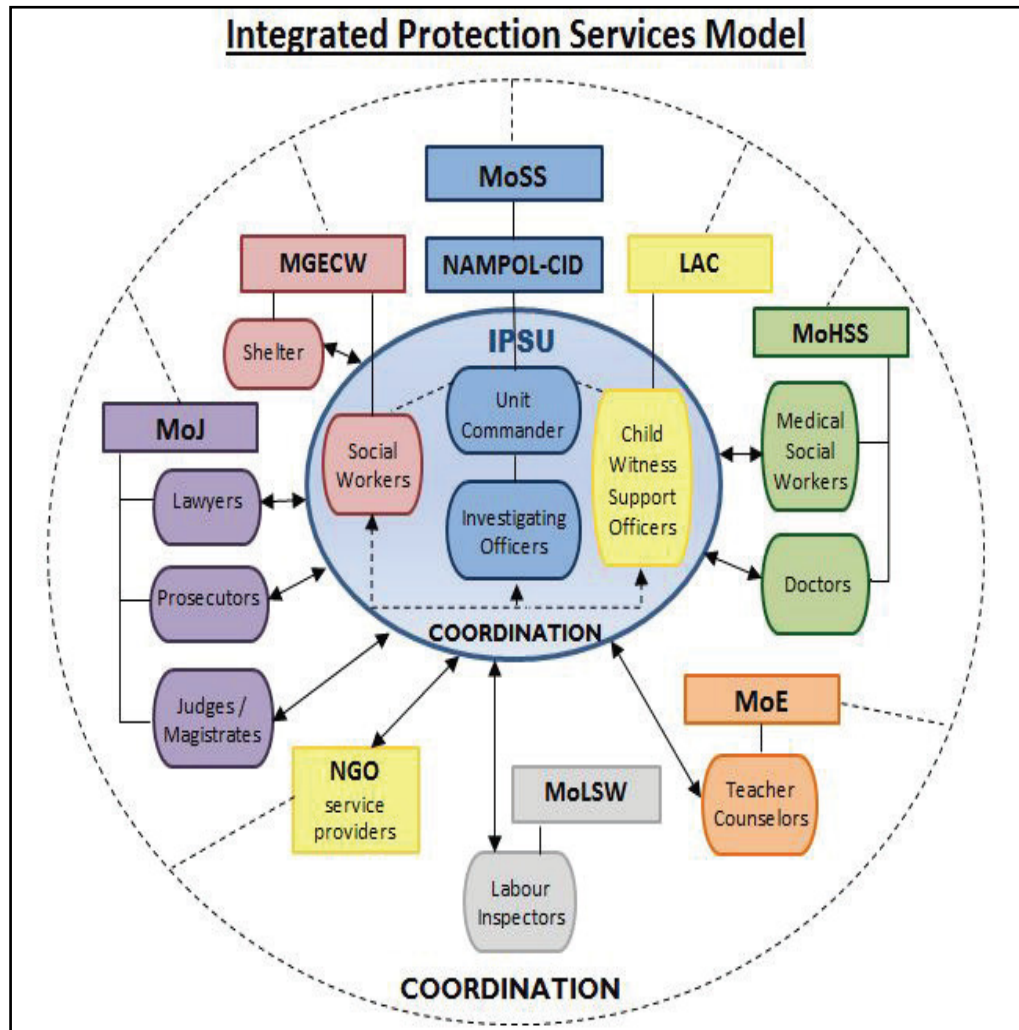 Integrated Protection Services Model
MoSS
MGECW
NAMPOL-CID
LAC
IPSU
Shelter
MoHSS
Unit
Commander
MoJ
Social
Workers
Child
Witness
Support
Officers
Medical
Social
Workers
Lawyers
Investigating
Officers
Prosecutors
Doctors
COORDINATION
Judges /
Magistrates
MoE
NGO
service
providers
MoLSW
Teacher
Counselors
Labour
Inspectors
COORDINATION